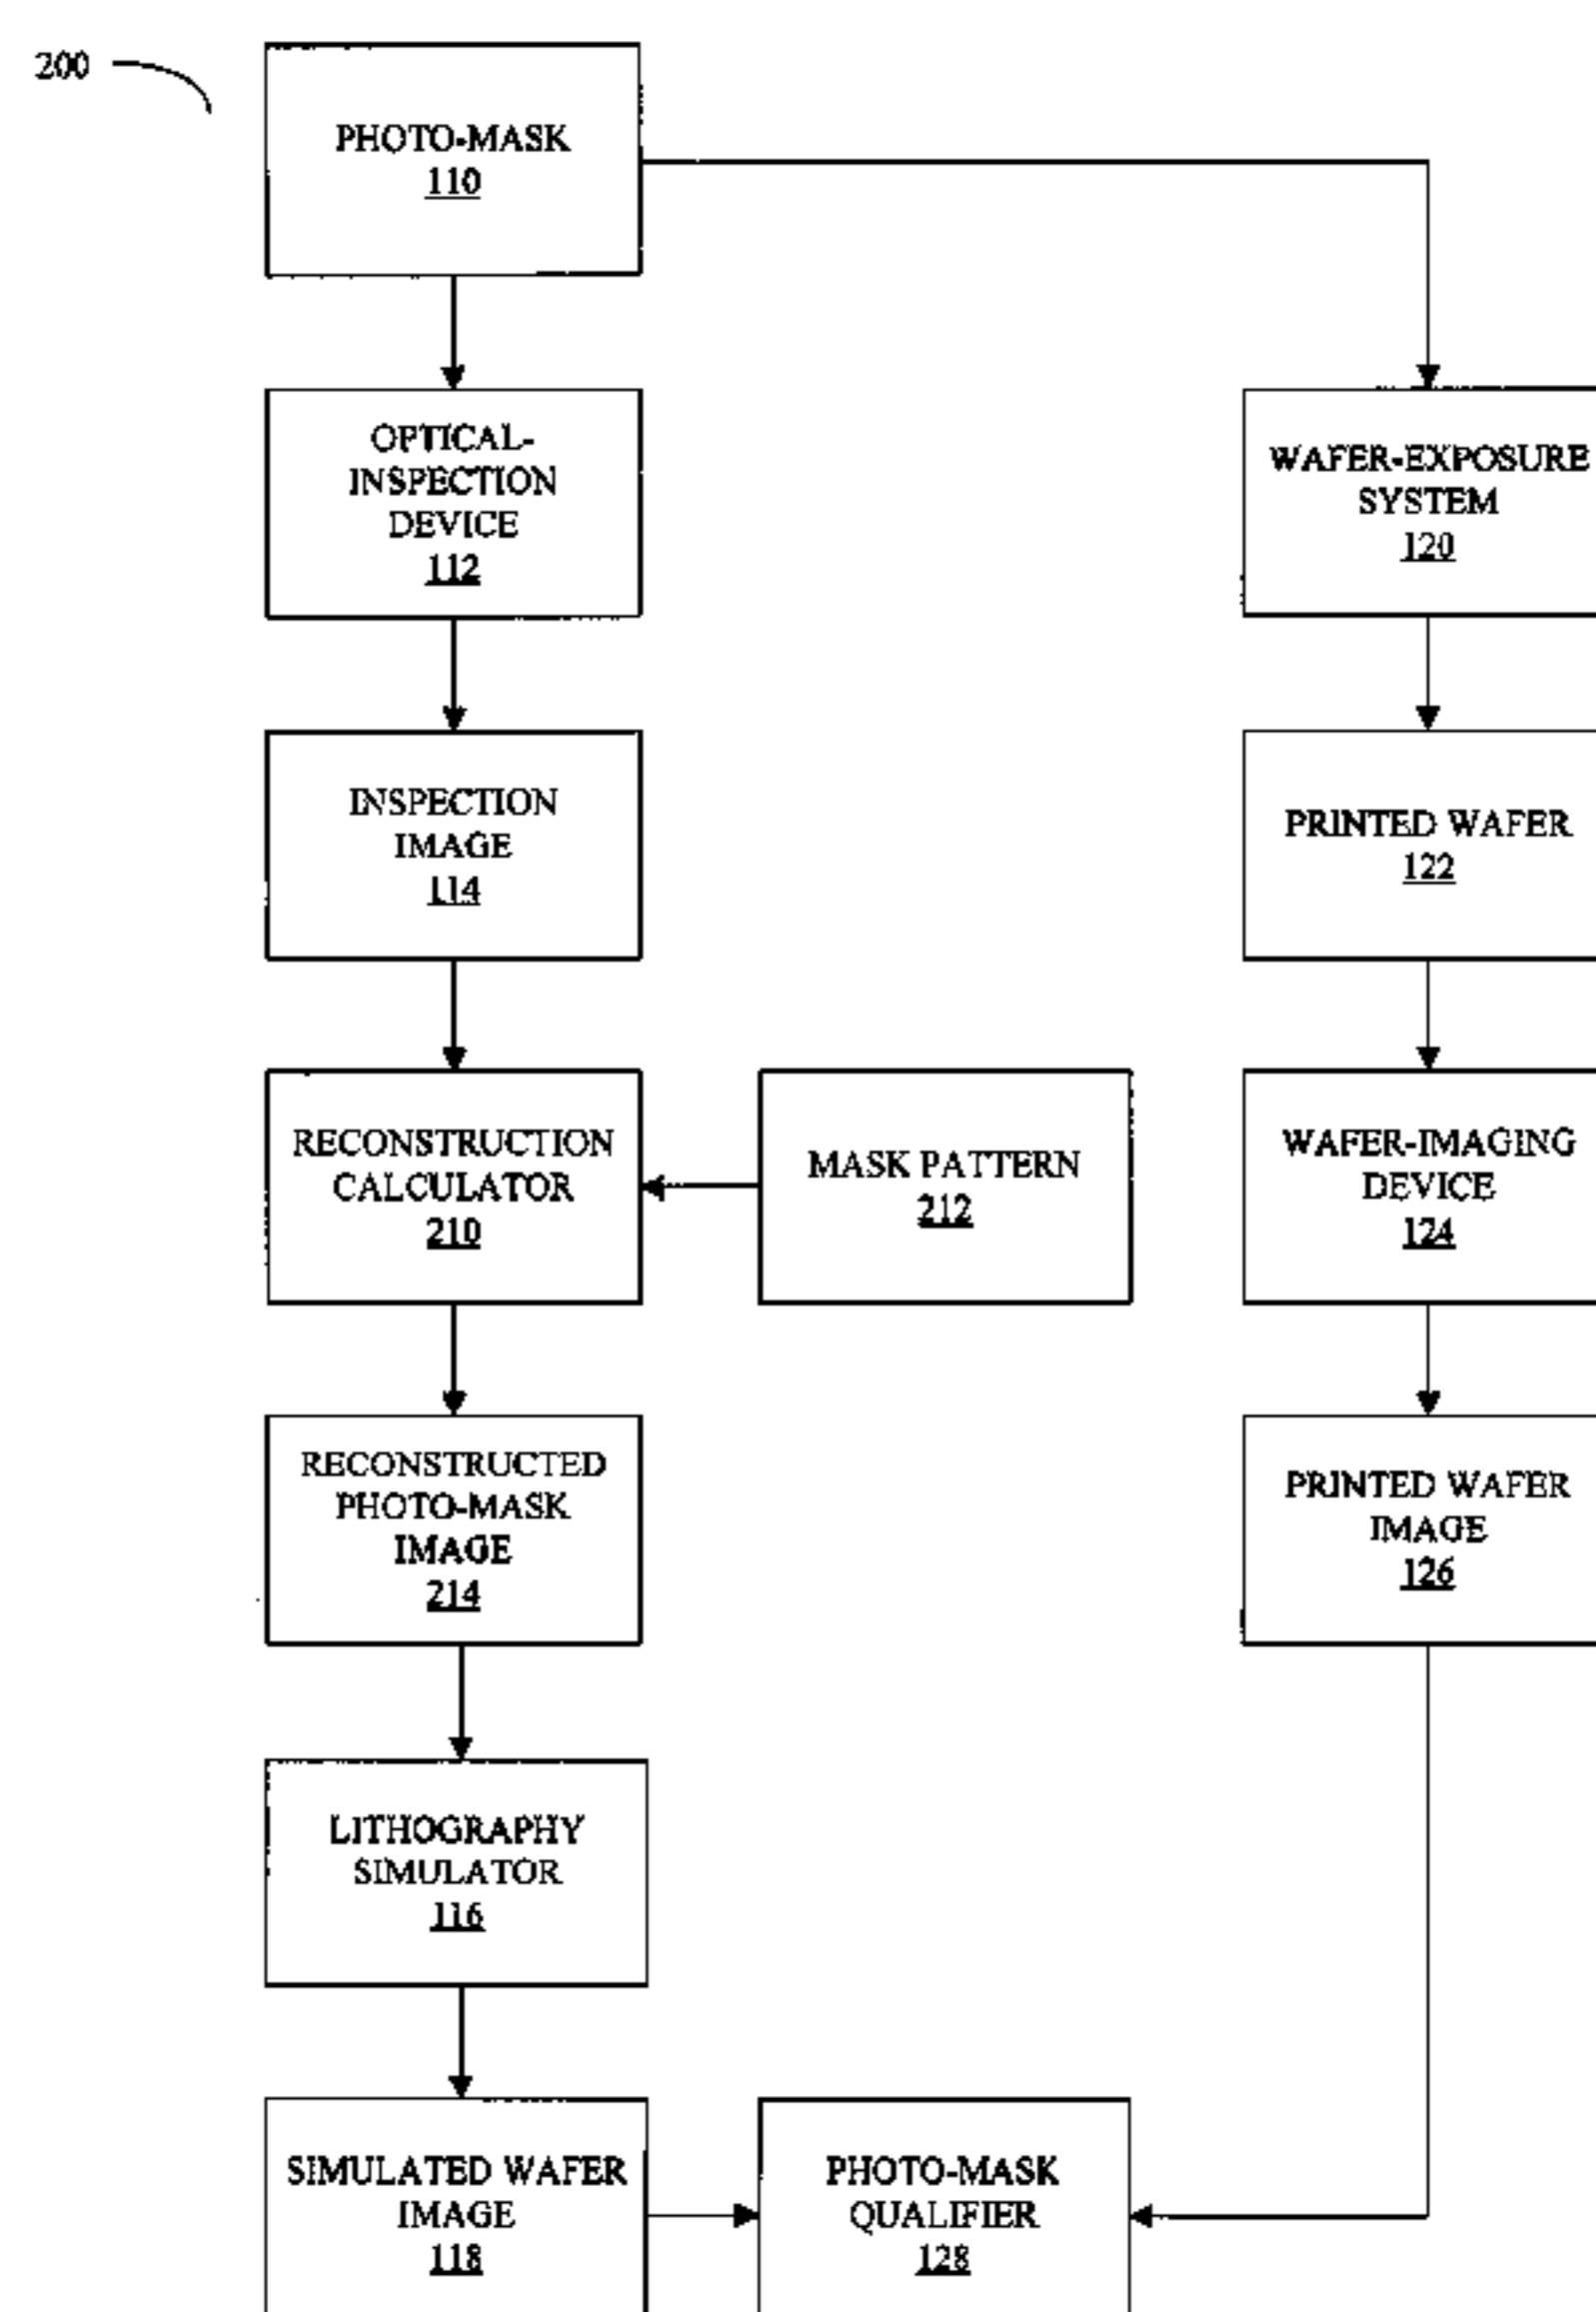 200
PHOTO-MASK
110
OPTICAL-
INSPECTION
DEVICE
112
WAFER-EXPOSURE
SYSTEM
120
INSPECTION
IMAGE
114
PRINTED WAFER
122
RECONSTRUCTION
CALCULATOR
210
MASK PATTERN
212
WAFER-IMAGING
DEVICE
124
RECONSTRUCTED
PHOTO-MASK
IMAGE
214
PRINTED WAFER
IMAGE
126
LITHOGRAPHY
SIMULATOR
116
SIMULATED WAFER
IMAGE
118
PHOTO-MASK
QUALIFIER
128